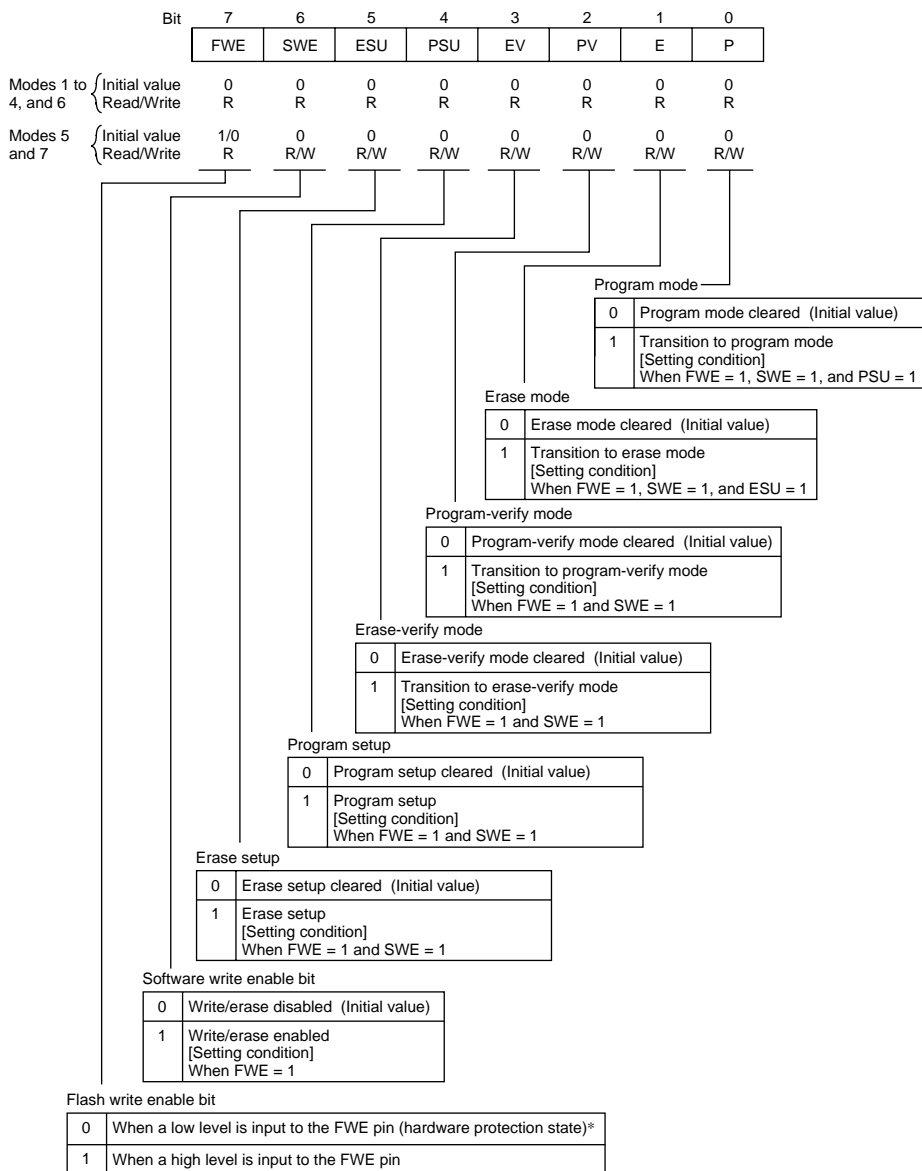 Bit 7 6 5 4 3 2 1 0
FWE SWE ESU PSU EV PV E P
Modes 1 to 4, and 6
Initial value 0 0 0 0 0 0 0 0
Read/Write R R R R R R R R
Modes 5 and 7
Initial value 1/0 0 0 0 0 0 0 0
Read/Write R R/W R/W R/W R/W R/W R/W R/W
Program mode
0 Program mode cleared (Initial value)
1 Transition to program mode
[Setting condition]
When FWE = 1, SWE = 1, and PSU = 1
Erase mode
0 Erase mode cleared (Initial value)
1 Transition to erase mode
[Setting condition]
When FWE = 1, SWE = 1, and ESU = 1
Program-verify mode
0 Program-verify mode cleared (Initial value)
1 Transition to program-verify mode
[Setting condition]
When FWE = 1 and SWE = 1
Erase-verify mode
0 Erase-verify mode cleared (Initial value)
1 Transition to erase-verify mode
[Setting condition]
When FWE = 1 and SWE = 1
Program setup
0 Program setup cleared (Initial value)
1 Program setup
[Setting condition]
When FWE = 1 and SWE = 1
Erase setup
0 Erase setup cleared (Initial value)
1 Erase setup
[Setting condition]
When FWE = 1 and SWE = 1
Software write enable bit
0 Write/erase disabled (Initial value)
1 Write/erase enabled
[Setting condition]
When FWE = 1
Flash write enable bit
0 When a low level is input to the FWE pin (hardware protection state)*
1 When a high level is input to the FWE pin